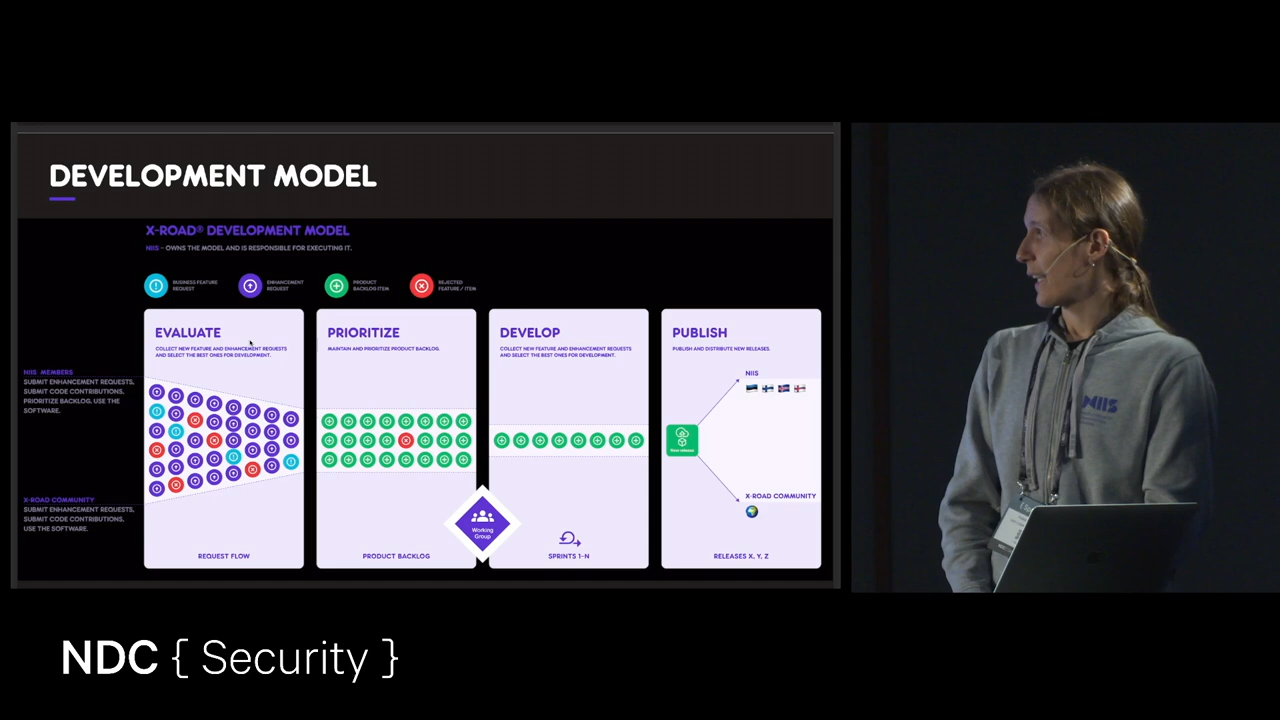 DEVELOPMENT MODEL
X-ROAD® DEVELOPMENT MODEL
NIIS - OWNS THE MODEL AND IS RESPONSIBLE FOR EXECUTING IT.
BUSINESS FEATURE
REQUEST
ENHANCEMENT
REQUEST
PRODUCT
BACKLOG ITEM
REJECTED
FEATURE / ITEM
NIIS MEMBERS
SUBMIT ENHANCEMENT REQUESTS,
SUBMIT CODE CONTRIBUTIONS,
PRIORITIZE BACKLOG, USE THE
SOFTWARE.
X-ROAD COMMUNITY
SUBMIT ENHANCEMENT REQUESTS,
SUBMIT CODE CONTRIBUTIONS,
USE THE SOFTWARE.
EVALUATE
COLLECT NEW FEATURE AND ENHANCEMENT REQUESTS
AND SELECT THE BEST ONES FOR DEVELOPMENT.
REQUEST FLOW
PRIORITIZE
MAINTAIN AND PRIORITIZE PRODUCT BACKLOG.
PRODUCT BACKLOG
Working
Group
DEVELOP
COLLECT NEW FEATURE AND ENHANCEMENT REQUESTS
AND SELECT THE BEST ONES FOR DEVELOPMENT.
SPRINTS 1-N
PUBLISH
PUBLISH AND DISTRIBUTE NEW RELEASES.
NIIS
New release
X-ROAD COMMUNITY
RELEASES X, Y, Z
NIIS
NDC { Security }